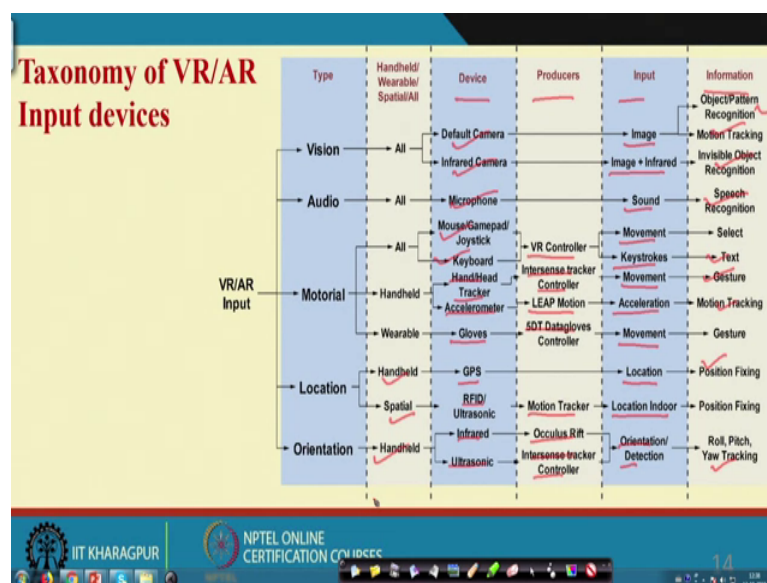 Taxonomy of VR/AR
Input devices
Type
Handheld/
Wearable/
Spatial/All
Device
Producers
Input
Information
Object/Pattern
Recognition
Default Camera
Image
Motion Tracking
Vision
All
Infrared Camera
Image + Infrared
Invisible Object
Recognition
Audio
All
Microphone
Sound
Speech
Recognition
Mouse/Gamepad/
Joystick
Movement
Select
All
VR Controller
Keyboard
Keystrokes
Text
Hand/Head
Tracker
Intersense tracker
Controller
Movement
Gesture
VR/AR
Input
Motorial
Handheld
Accelerometer
LEAP Motion
Acceleration
Motion Tracking
Wearable
Gloves
5DT Datagloves
Controller
Movement
Gesture
Handheld
GPS
Location
Position Fixing
Location
Spatial
RFID/
Ultrasonic
Motion Tracker
Location Indoor
Position Fixing
Infrared
Occulus Rift
Orientation
Handheld
Orientation/
Detection
Roll, Pitch,
Yaw Tracking
Ultrasonic
Intersense tracker
Controller
IIT KHARAGPUR
NPTEL ONLINE
CERTIFICATION COURSES
NPTEL
14